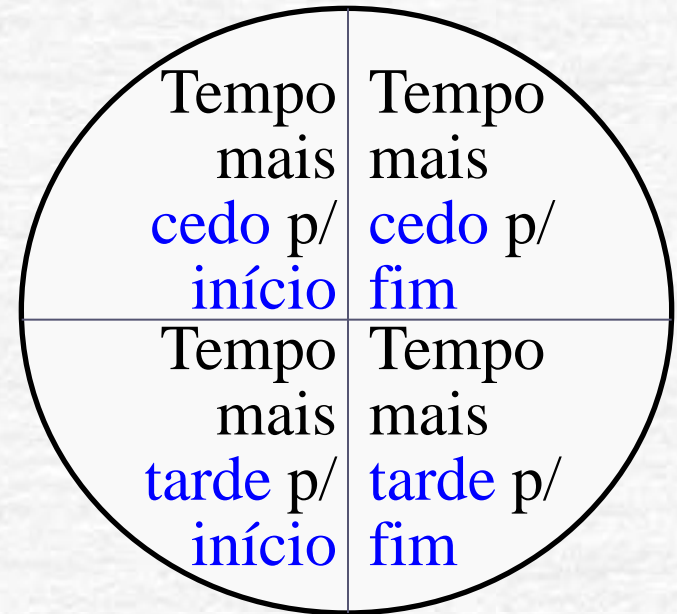 Tempo
mais
cedo p/
início
Tempo
mais
cedo p/
fim
Tempo
mais
tarde p/
início
Tempo
mais
tarde p/
fim